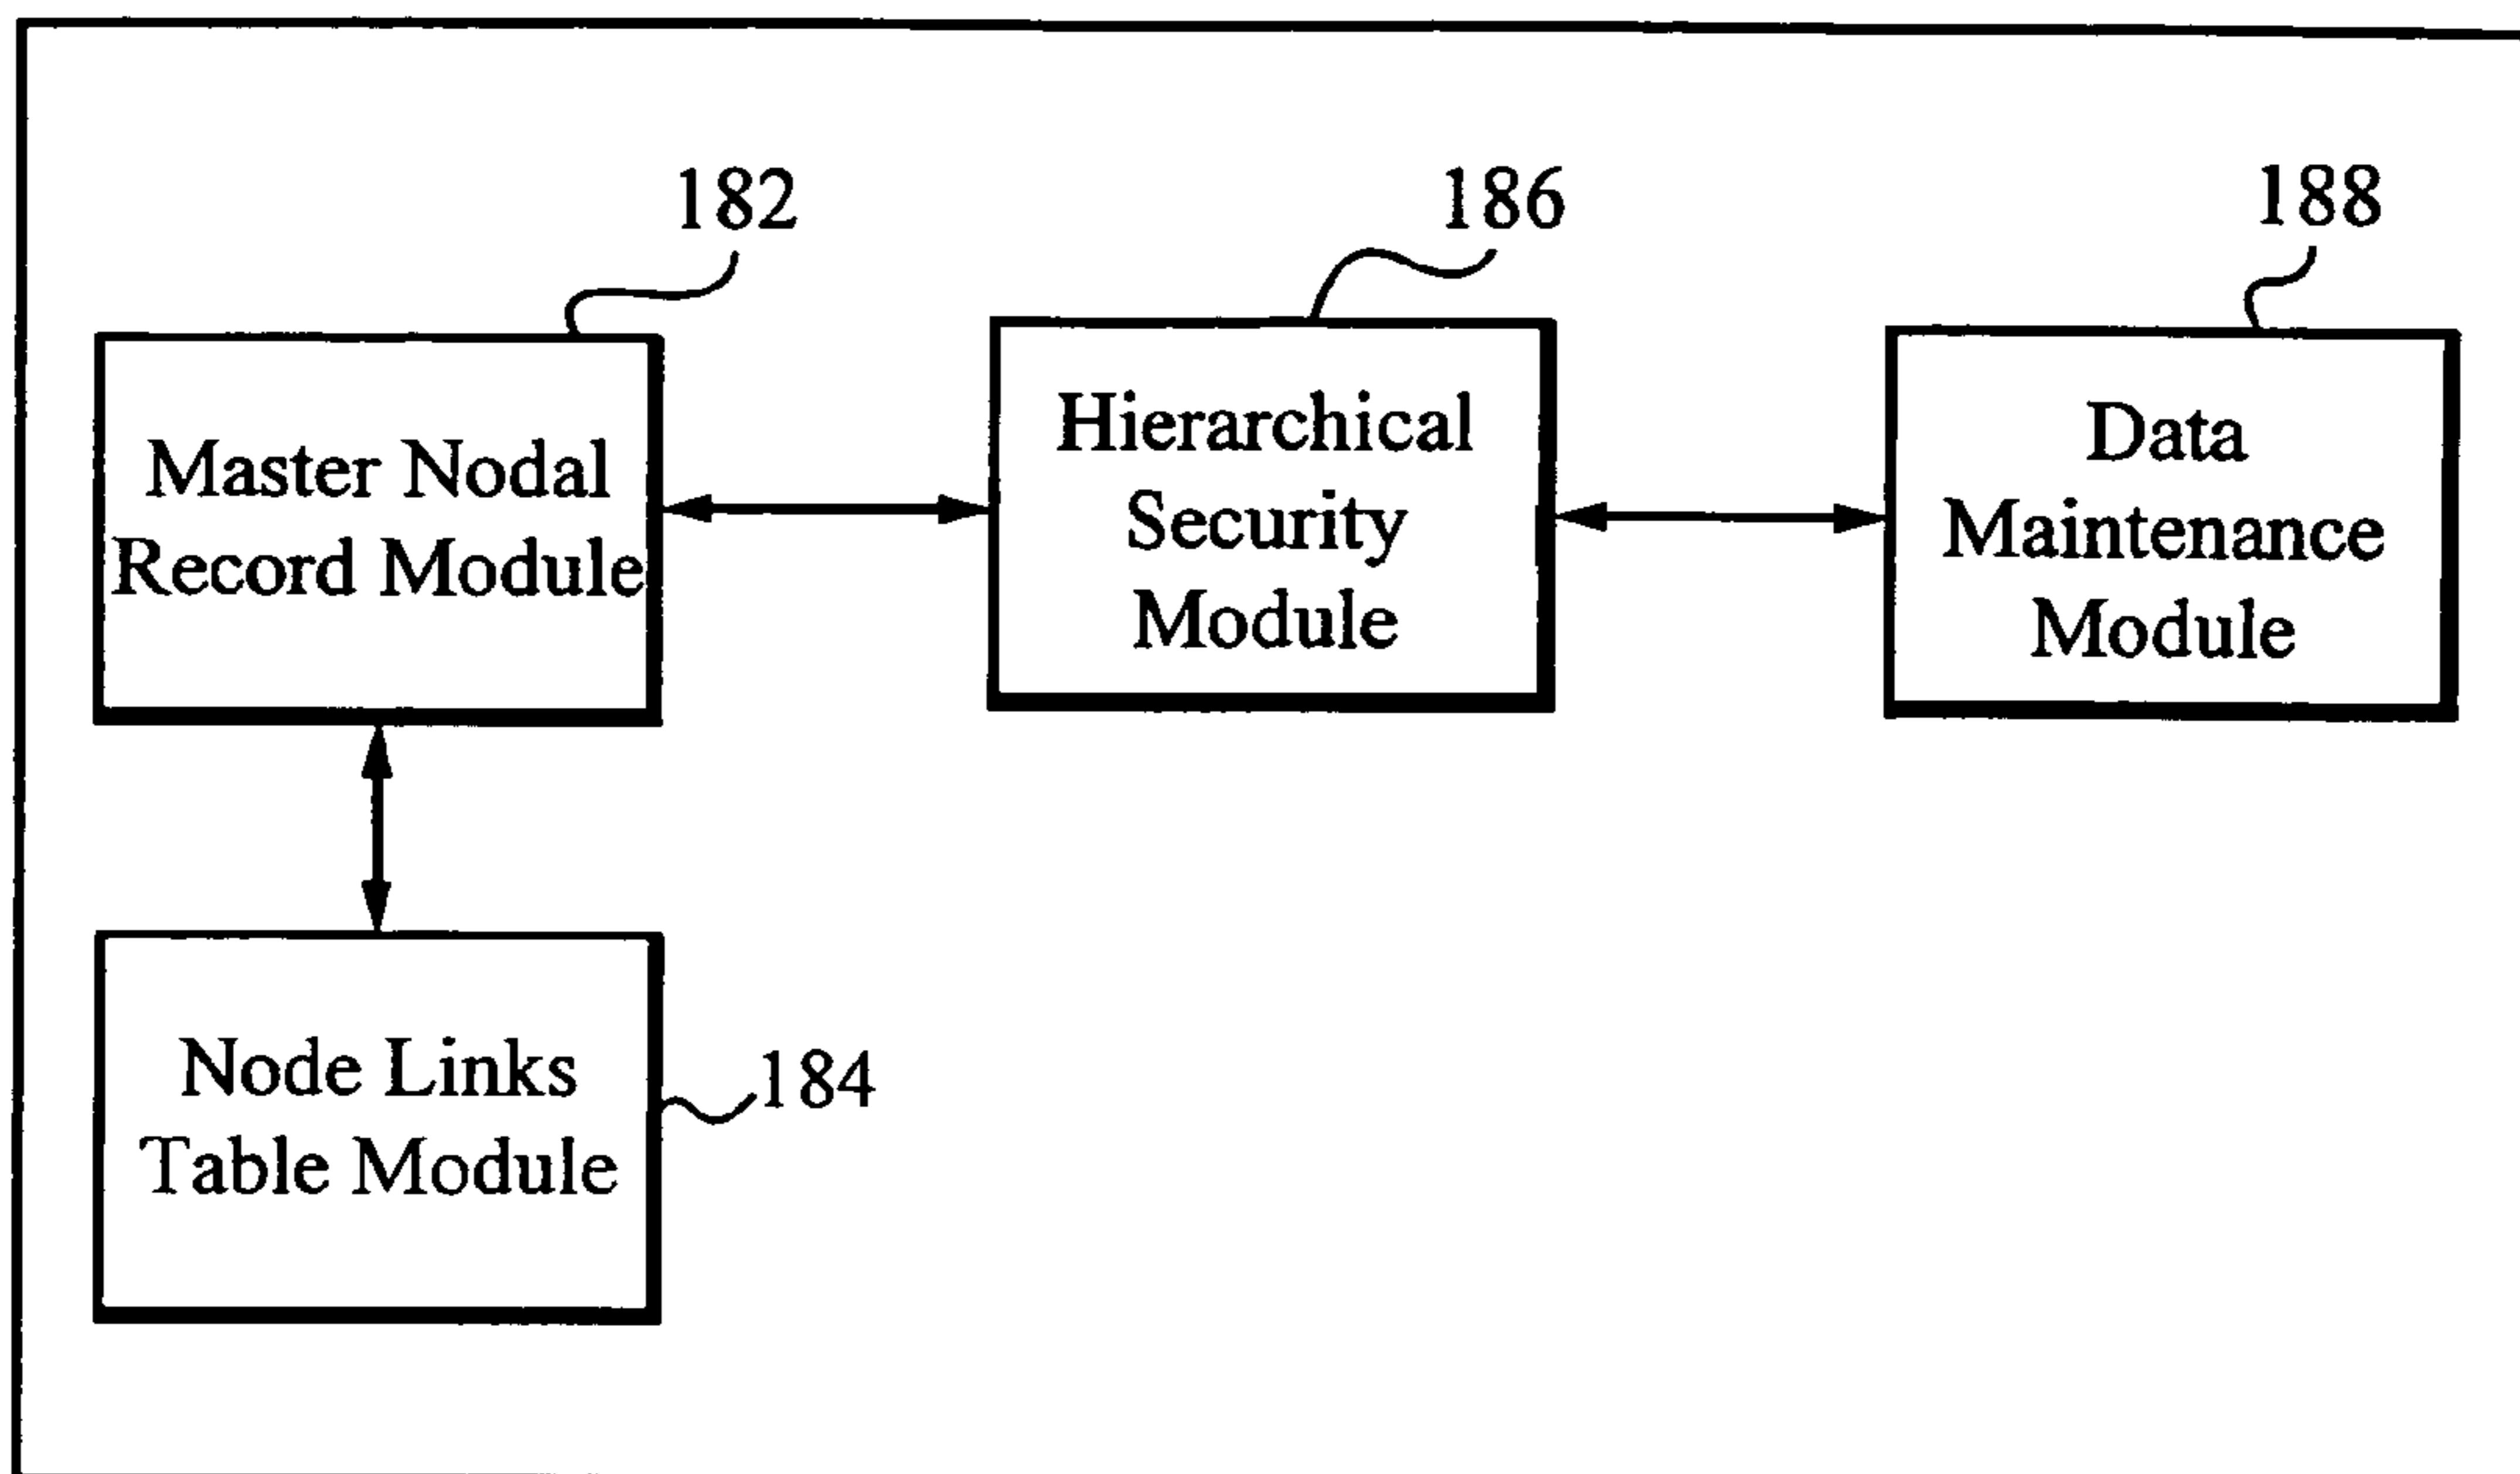 182
186
188
Master Nodal
Record Module
Hierarchical
Security
Module
Data
Maintenance
Module
Node Links
Table Module
184